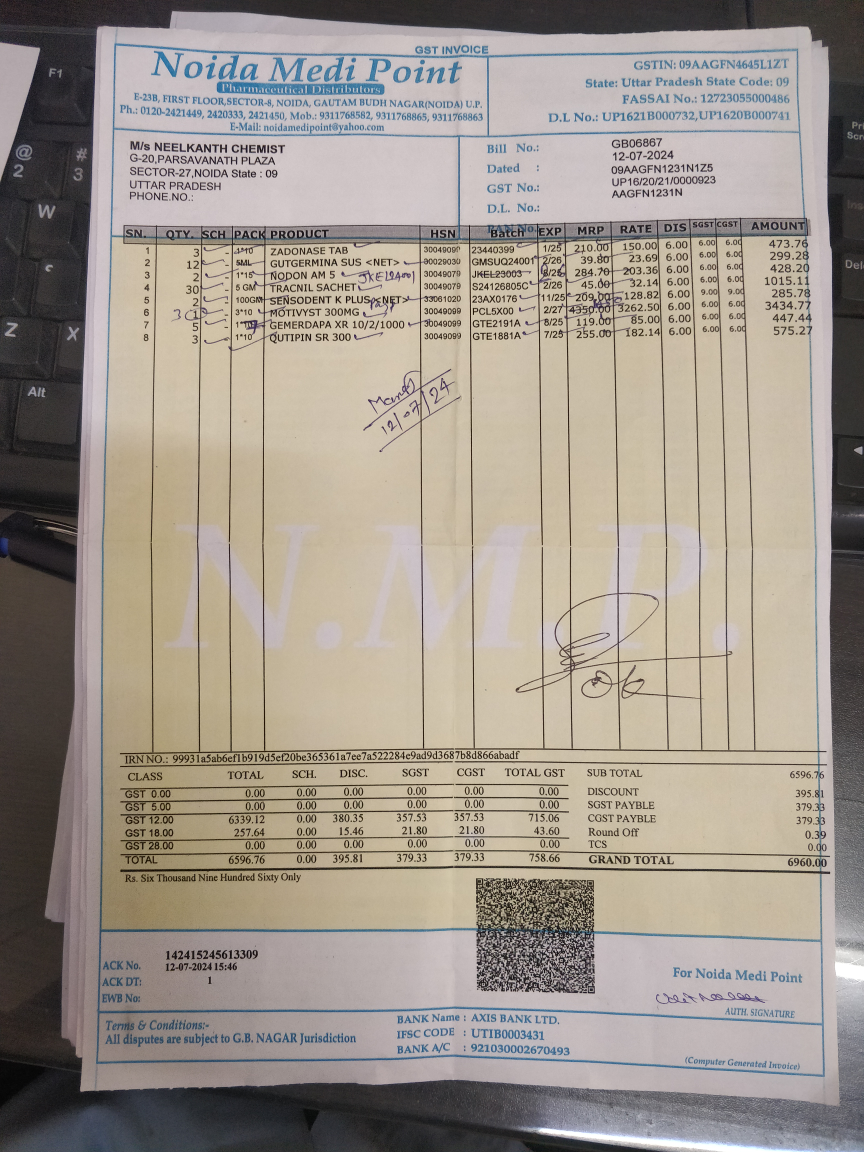 GST INVOICE
Noida Medi Point
Pharmaceutical Distributors
E-23B, FIRST FLOOR,SECTOR-8, NOIDA, GAUTAM BUDH NAGAR(NOIDA) U.P.
Ph.: 0120-2421449, 2420333, 2421450, Mob.: 9311768582, 9311768865, 9311768863
E-Mail: noidamedipoint@yahoo.com
GSTIN: 09AAGFN4645L1ZT
State: Uttar Pradesh State Code: 09
FASSAI No.: 12723055000486
D.L No.: UP1621B000732,UP1620B000741
M/s NEELKANTH CHEMIST
G-20,PARSAVANATH PLAZA
SECTOR-27,NOIDA State : 09
UTTAR PRADESH
PHONE.NO.:
Bill No.: GB06867
Dated : 12-07-2024
GST No.: 09AAGFN1231N1Z5
D.L. No.: UP16/20/21/0000923
PAN No.: AAGFN1231N
SN. QTY. SCH PACK PRODUCT HSN Batch EXP MRP RATE DIS SGST CGST AMOUNT
1 3 - 1*10 ZADONASE TAB 30049099 23440399 1/25 210.00 150.00 6.00 6.00 6.00 473.76
2 12 - 5ML GUTGERMINA SUS <NET> 30029030 GMSUQ24001 2/26 39.80 23.69 6.00 6.00 6.00 299.28
3 2 - 1*15 NODON AM 5 JKEL24001 30049079 JKEL23003 284.70 203.36 6.00 6.00 6.00 428.20
4 30 - 5 GM TRACNIL SACHET 30049079 S241268050 2/26 45.00 32.14 6.00 6.00 6.00 1015.11
5 2 - 100GM SENSODENT K PLUS <NET> 33061020 23AX0176 11/25 209.00 128.82 6.00 9.00 9.00 285.78
6 1 - 3*10 MOTIVYST 300MG 30049099 PCL5X00 2/27 4350.00 3262.50 6.00 6.00 6.00 3434.77
7 5 - GEMERDAPA XR 10/2/1000 30049099 GTE2191A 8/25 119.00 85.00 6.00 6.00 6.00 447.44
8 3 - 1*10 QUTIPIN SR 300 30049099 GTE1881A 7/25 255.00 182.14 6.00 6.00 6.00 575.27
12/07/24
N.M.P.
Ok
IRN NO.: 99931a5ab6ef1b919d5ef20be365361a7ee7a522284e9ad9d3687b8d866abadf
CLASS TOTAL SCH. DISC. SGST CGST TOTAL GST
GST 0.00 0.00 0.00 0.00 0.00 0.00 0.00
GST 5.00 0.00 0.00 0.00 0.00 0.00 0.00
GST 12.00 6339.12 0.00 380.35 357.53 357.53 715.06
GST 18.00 257.64 0.00 15.46 21.80 21.80 43.60
GST 28.00 0.00 0.00 0.00 0.00 0.00 0.00
TOTAL 6596.76 0.00 395.81 379.33 379.33 758.66
SUB TOTAL 6596.76
DISCOUNT 395.81
SGST PAYBLE 379.33
CGST PAYBLE 379.33
Round Off 0.39
TCS 0.00
GRAND TOTAL 6960.00
Rs. Six Thousand Nine Hundred Sixty Only
ACK No. 142415245613309
ACK DT: 12-07-2024 15:46
EWB No: 1
For Noida Medi Point
AUTH. SIGNATURE
Terms & Conditions:-
All disputes are subject to G.B. NAGAR Jurisdiction
BANK Name : AXIS BANK LTD.
IFSC CODE : UTIB0003431
BANK A/C : 921030002670493
(Computer Generated Invoice)
F1
@
2
#
3
W
Z
X
Alt